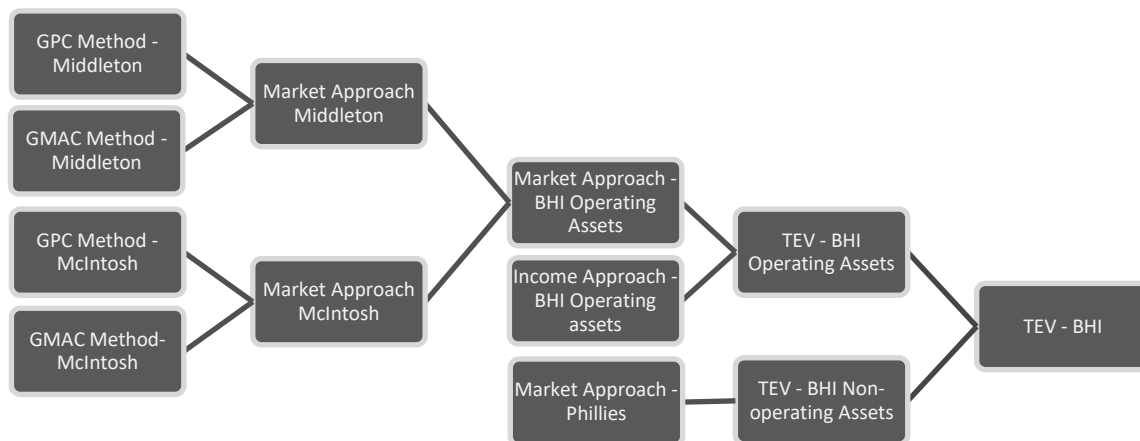 GPC Method -
Middleton
GMAC Method -
Middleton
GPC Method -
McIntosh
GMAC Method-
McIntosh
Market Approach
Middleton
Market Approach
McIntosh
Market Approach -
BHI Operating
Assets
Income Approach -
BHI Operating
assets
Market Approach -
Phillies
TEV - BHI
Operating Assets
TEV - BHI Non-
operating Assets
TEV - BHI